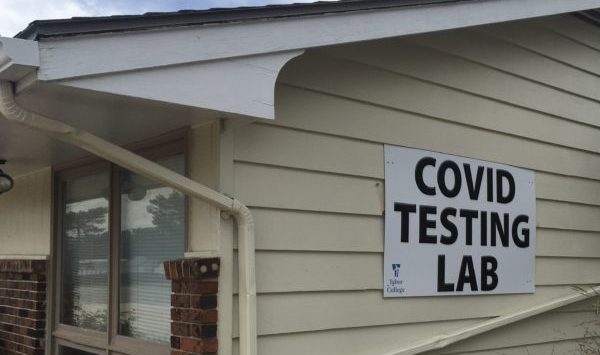 COVID
TESTING
LAB
Tabor
College